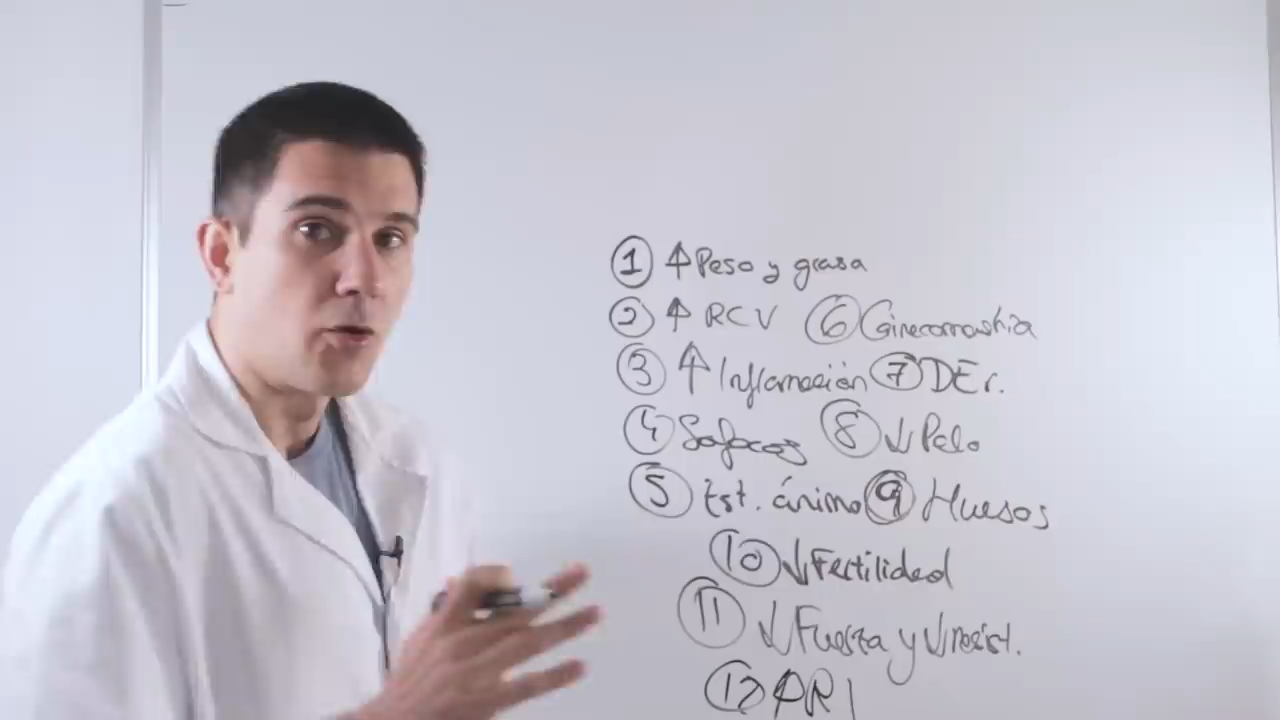 1 ↑ Peso y grasa
2 ↑ RCV
3 ↑ Inflamación
4 Sofocos
5 Est. ánimo
6 Ginecomastia
7 DEr.
8 ↓ Pelo
9 Huesos
10 ↓ Fertilidad
11 ↓ Fuerza y ↓ resist.
12 ↑ RI